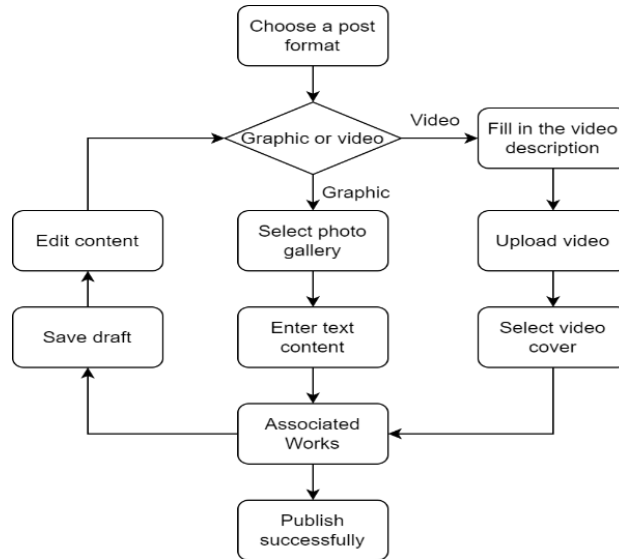 Choose a post
format
Graphic or video
Video
Fill in the video
description
Graphic
Edit content
Select photo
gallery
Upload video
Save draft
Enter text
content
Select video
cover
Associated
Works
Publish
successfully